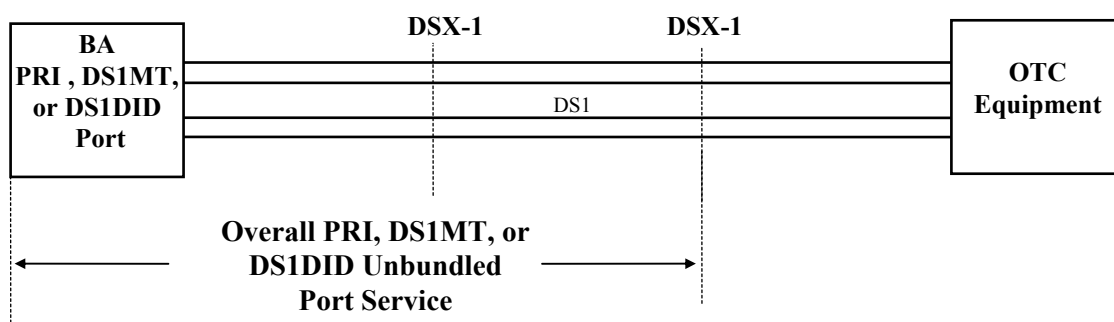 DSX-1
DSX-1
BA
PRI , DS1MT,
or DS1DID
Port
DS1
OTC
Equipment
Overall PRI, DS1MT, or
DS1DID Unbundled
Port Service